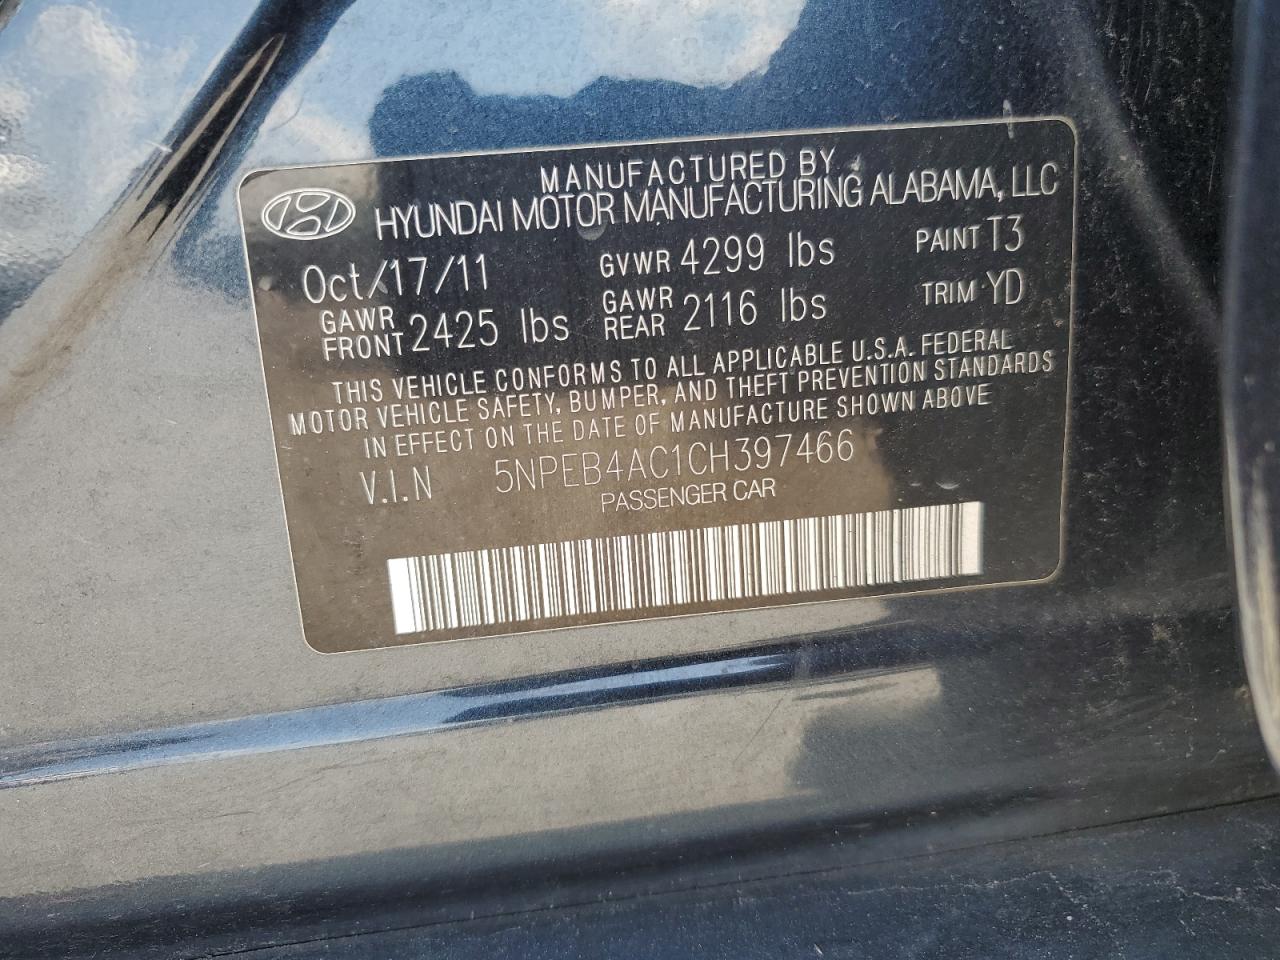 MANUFACTURED BY
HYUNDAI MOTOR MANUFACTURING ALABAMA, LLC
Oct/17/11 GVWR 4299 lbs PAINT T3
GAWR FRONT 2425 lbs GAWR REAR 2116 lbs TRIM YD
THIS VEHICLE CONFORMS TO ALL APPLICABLE U.S.A. FEDERAL
MOTOR VEHICLE SAFETY, BUMPER, AND THEFT PREVENTION STANDARDS
IN EFFECT ON THE DATE OF MANUFACTURE SHOWN ABOVE
V.I.N 5NPEB4AC1CH397466
PASSENGER CAR